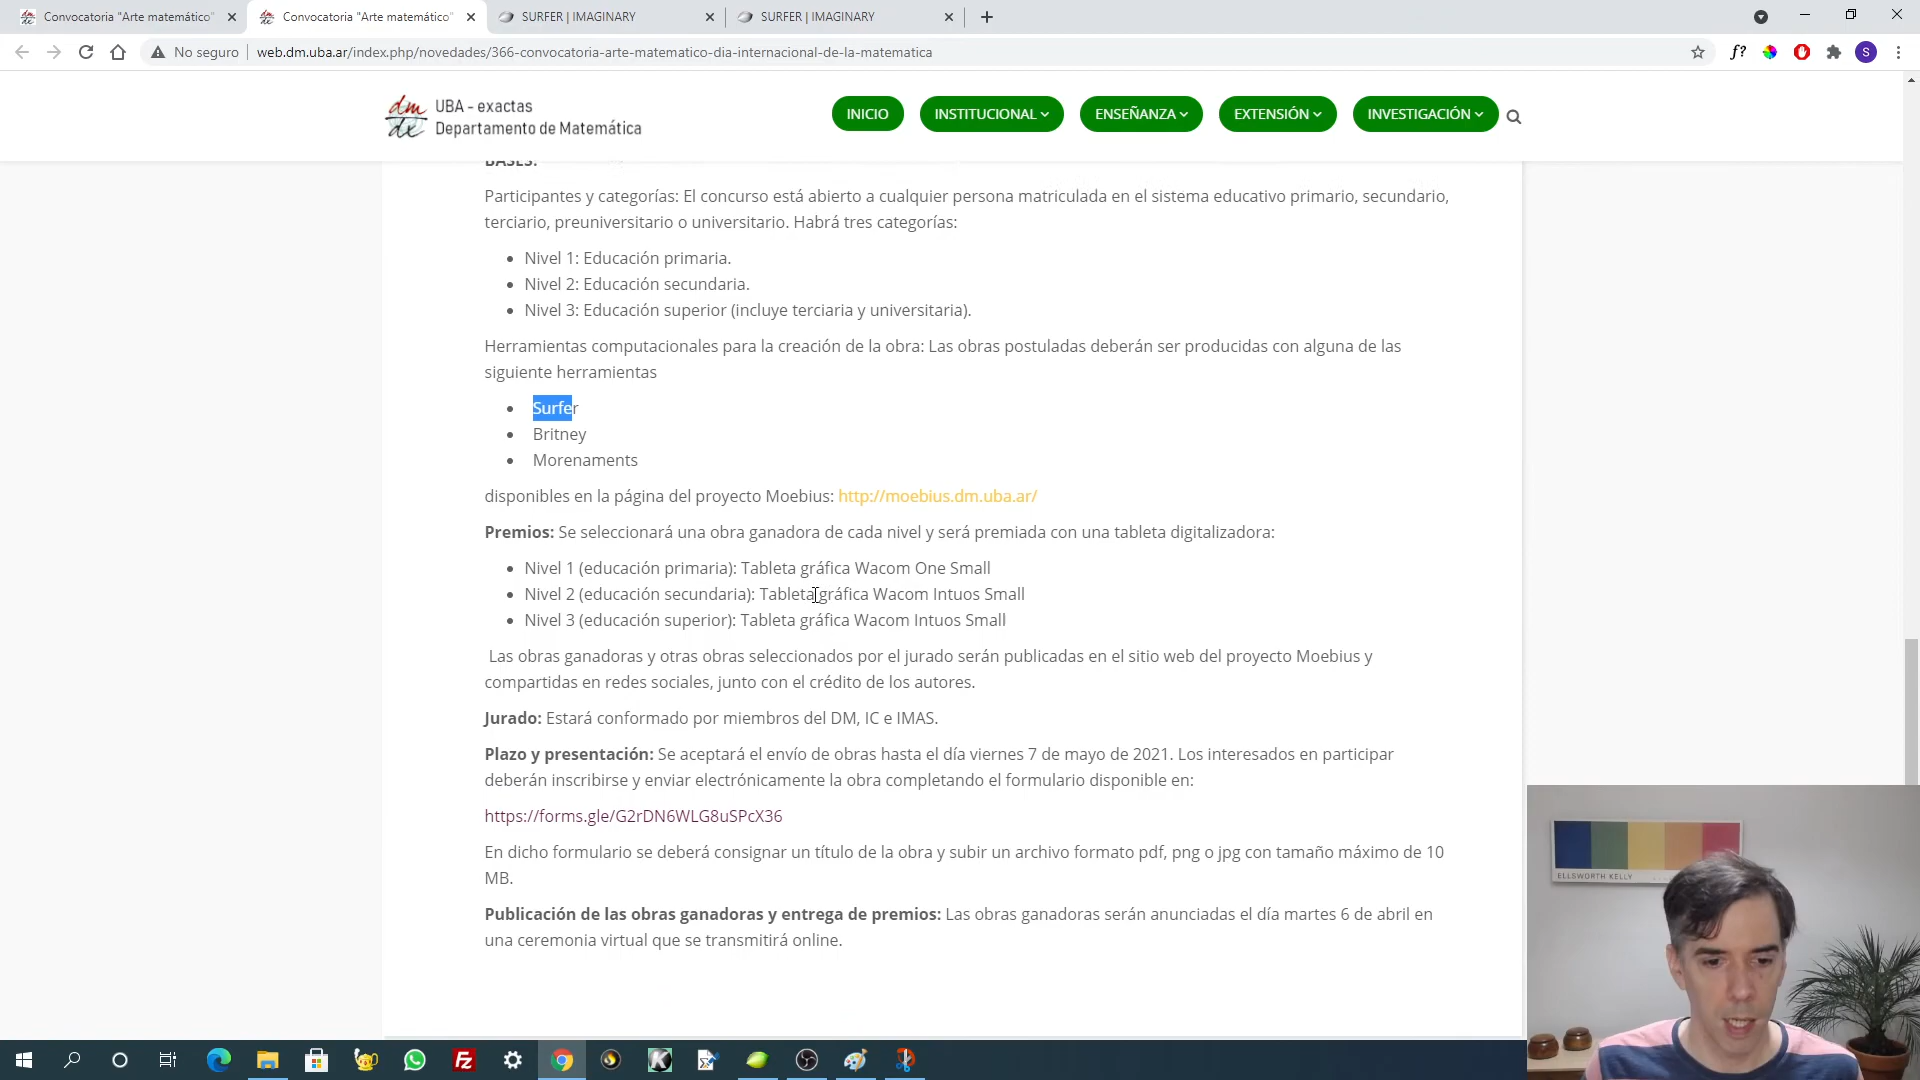 Convocatoria "Arte matemático"
Convocatoria "Arte matemático"
SURFER | IMAGINARY
SURFER | IMAGINARY
No seguro
web.dm.uba.ar/index.php/novedades/366-convocatoria-arte-matematico-dia-internacional-de-la-matematica
f?
S
dm
dx
UBA - exactas
Departamento de Matemática
INICIO
INSTITUCIONAL
ENSEÑANZA
EXTENSIÓN
INVESTIGACIÓN
BASES:
Participantes y categorías: El concurso está abierto a cualquier persona matriculada en el sistema educativo primario, secundario,
terciario, preuniversitario o universitario. Habrá tres categorías:
Nivel 1: Educación primaria.
Nivel 2: Educación secundaria.
Nivel 3: Educación superior (incluye terciaria y universitaria).
Herramientas computacionales para la creación de la obra: Las obras postuladas deberán ser producidas con alguna de las
siguiente herramientas
Surfer
Britney
Morenaments
disponibles en la página del proyecto Moebius: http://moebius.dm.uba.ar/
Premios: Se seleccionará una obra ganadora de cada nivel y será premiada con una tableta digitalizadora:
Nivel 1 (educación primaria): Tableta gráfica Wacom One Small
Nivel 2 (educación secundaria): Tableta gráfica Wacom Intuos Small
Nivel 3 (educación superior): Tableta gráfica Wacom Intuos Small
Las obras ganadoras y otras obras seleccionados por el jurado serán publicadas en el sitio web del proyecto Moebius y
compartidas en redes sociales, junto con el crédito de los autores.
Jurado: Estará conformado por miembros del DM, IC e IMAS.
Plazo y presentación: Se aceptará el envío de obras hasta el día viernes 7 de mayo de 2021. Los interesados en participar
deberán inscribirse y enviar electrónicamente la obra completando el formulario disponible en:
https://forms.gle/G2rDN6WLG8uSPcX36
En dicho formulario se deberá consignar un título de la obra y subir un archivo formato pdf, png o jpg con tamaño máximo de 10
MB.
Publicación de las obras ganadoras y entrega de premios: Las obras ganadoras serán anunciadas el día martes 6 de abril en
una ceremonia virtual que se transmitirá online.
ELLSWORTH KELLY
Fz
K